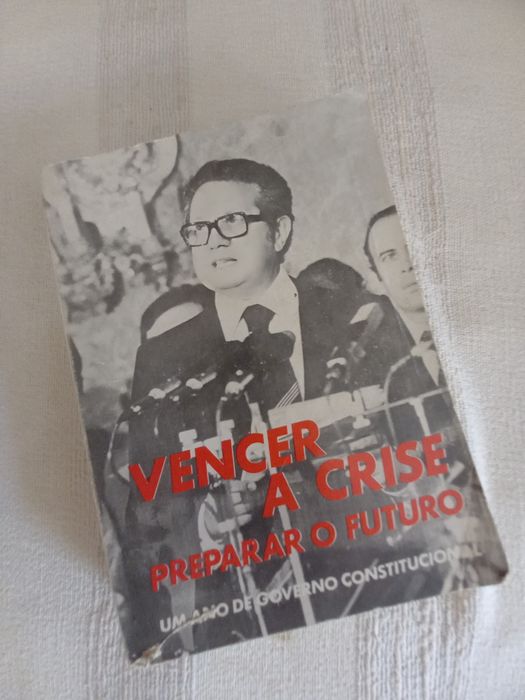 VENCER
A CRISE
PREPARAR O FUTURO
UM ANO DE GOVERNO CONSTITUCIONAL